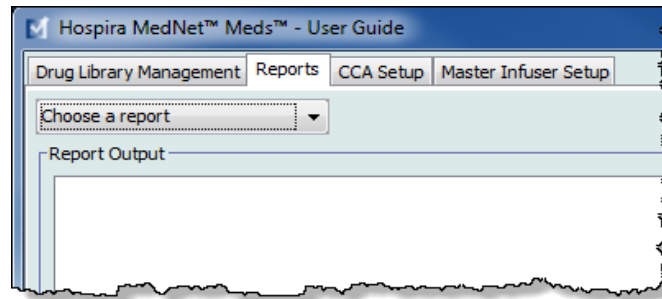 Hospira MedNet™ Meds™ - User Guide
Drug Library Management Reports CCA Setup Master Infuser Setup
Choose a report
Report Output